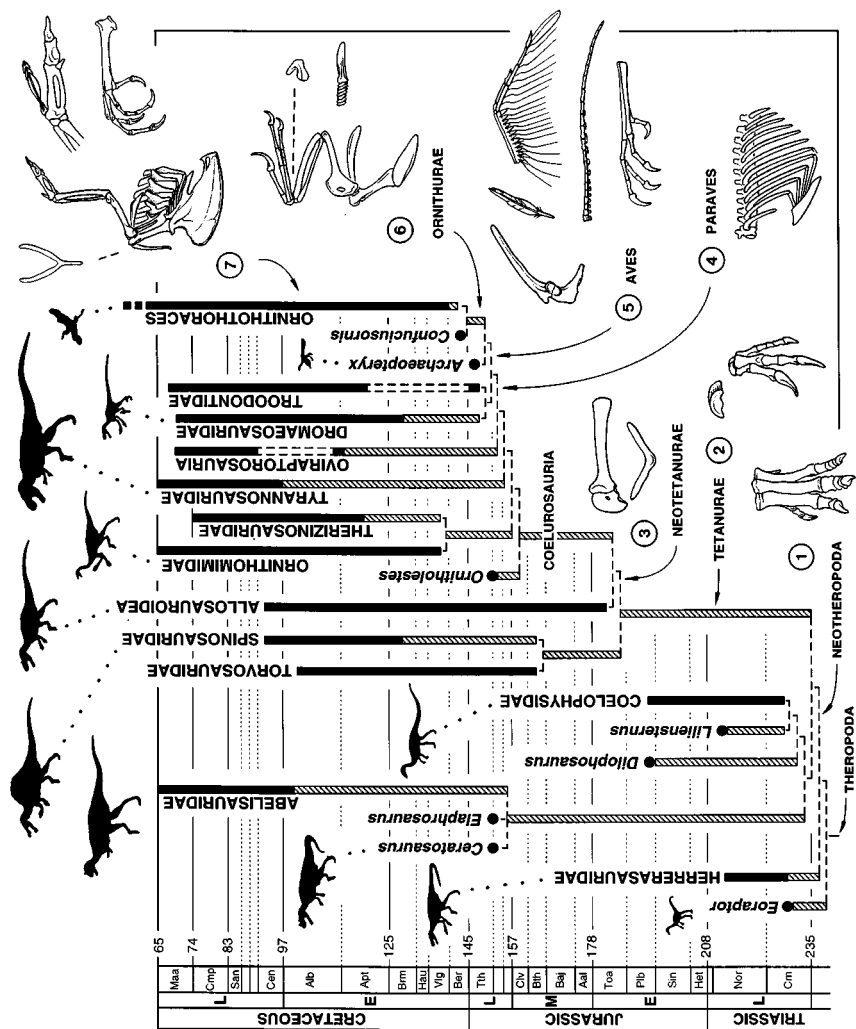 THEROPODA
NEOTHEROPODA
TETANURAE
NEOTETANURAE
COELUROSAURIA
PARAVES
AVES
ORNITHURAE
1
2
3
4
5
6
7
Eoraptor
HERRERASAURIDAE
Ceratosaurus
Elaphrosaurus
ABELISAURIDAE
Dilophosaurus
Liliensternus
COELOPHYSIDAE
TORVOSAURIDAE
SPINOSAURIDAE
ALLOSAUROIDEA
Ornitholestes
ORNITHOMIMIDAE
THERIZINOSAURIDAE
TYRANNOSAURIDAE
OVIRAPTOROSAURIA
DROMAEOSAURIDAE
TROODONTIDAE
Archaeopteryx
Confuciusornis
ORNITHOTHORACES
65
74
83
97
125
145
157
178
208
235
Maa
Cmp
San
Cen
Alb
Apt
Brm
Hau
Vlg
Ber
Tth
Clv
Bth
Baj
Aal
Toa
Plb
Sin
Het
Nor
Crn
L
E
L
M
E
L
CRETACEOUS
JURASSIC
TRIASSIC